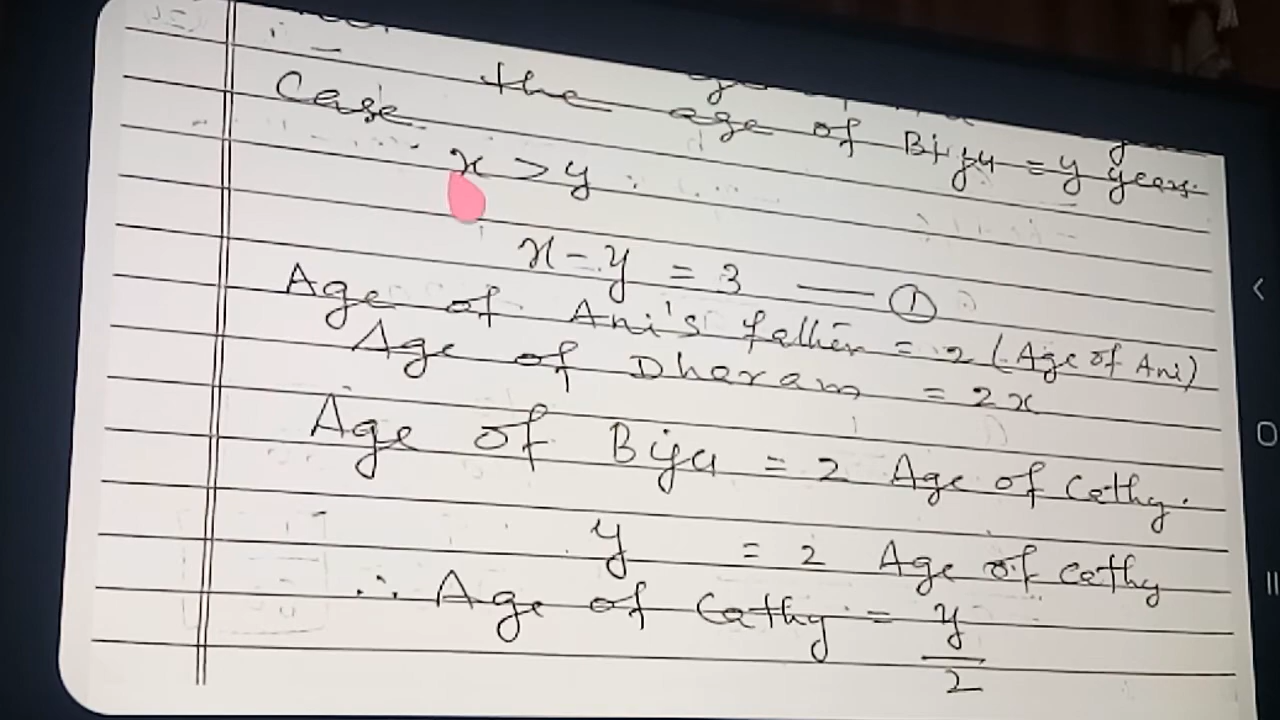 the age of Biju = y years.
Case
x > y
x - y = 3 — ①
Age of Ani's father = 2 (Age of Ani)
Age of Dharam = 2x
Age of Biju = 2 Age of Cathy.
y = 2 Age of Cathy
∴ Age of Cathy = y/2